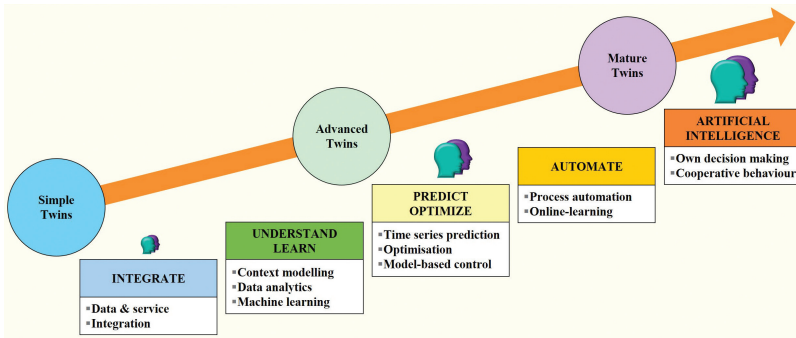 Simple
Twins
INTEGRATE
▪Data & service
▪Integration
UNDERSTAND
LEARN
▪Context modelling
▪Data analytics
▪Machine learning
Advanced
Twins
PREDICT
OPTIMIZE
▪Time series prediction
▪Optimisation
▪Model-based control
AUTOMATE
▪Process automation
▪Online-learning
Mature
Twins
ARTIFICIAL
INTELLIGENCE
▪Own decision making
▪Cooperative behaviour